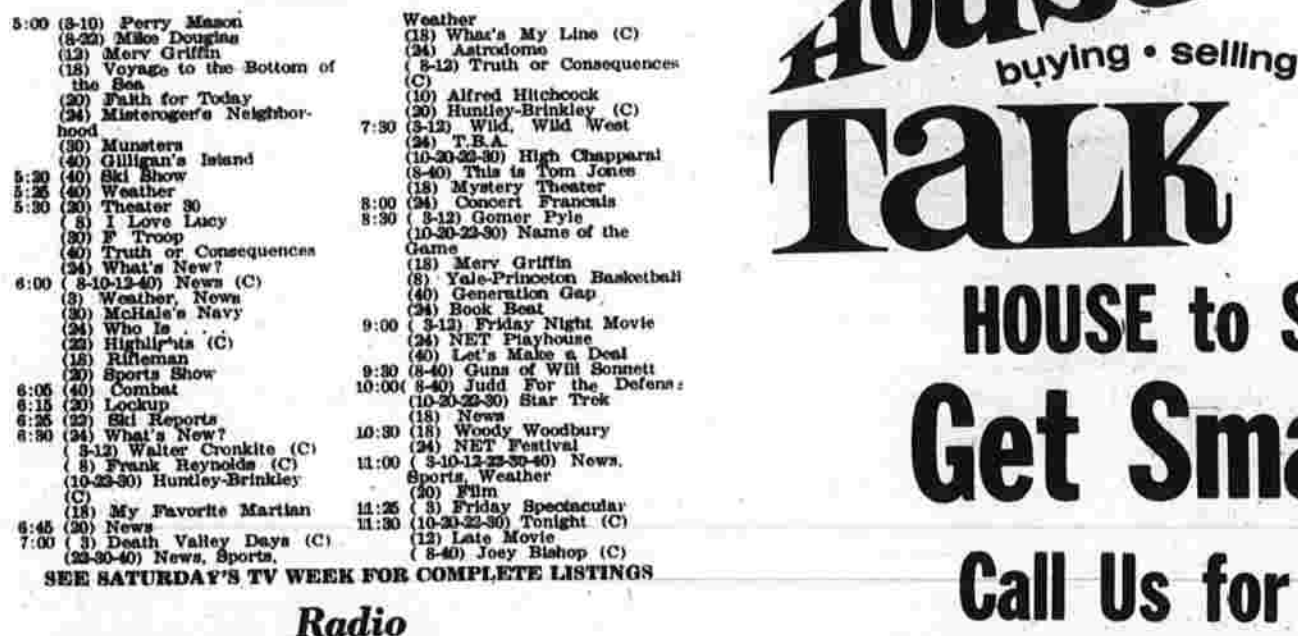 5:00 (3-10) Perry Mason
(8-22) Mike Douglas
(12) Merv Griffin
(18) Voyage to the Bottom of
the Sea
(20) Faith for Today
(24) Misteroger's Neighbor-
hood
(30) Munsters
(40) Gilligan's Island
5:20 (40) Ski Show
5:25 (40) Weather
5:30 (20) Theater 30
( 8) I Love Lucy
(30) F Troop
(40) Truth or Consequences
(24) What's New?
6:00 ( 8-10-12-40) News (C)
(3) Weather, News
(30) McHale's Navy
(24) Who Is . . .
(22) Highlights (C)
(18) Rifleman
(20) Sports Show
6:05 (40) Combat
6:15 (20) Lockup
6:25 (22) Ski Reports
6:30 (24) What's New?
( 3-12) Walter Cronkite (C)
( 8) Frank Reynolds (C)
(10-22-30) Huntley-Brinkley
(C)
(18) My Favorite Martian
6:45 (20) News
7:00 ( 3) Death Valley Days (C)
(22-30-40) News, Sports,
Weather
(18) What's My Line (C)
(24) Astrodome
( 8-12) Truth or Consequences
(C)
(10) Alfred Hitchcock
(20) Huntley-Brinkley (C)
7:30 (3-12) Wild, Wild West
(24) T.B.A.
(10-20-22-30) High Chapparal
(8-40) This is Tom Jones
(18) Mystery Theater
8:00 (24) Concert Francais
8:30 ( 3-12) Gomer Pyle
(10-20-22-30) Name of the
Game
(18) Merv Griffin
(8) Yale-Princeton Basketball
(40) Generation Gap
(24) Book Beat
9:00 ( 3-12) Friday Night Movie
(24) NET Playhouse
(40) Let's Make a Deal
9:30 (8-40) Guns of Will Sonnett
10:00( 8-40) Judd For the Defense
(10-20-22-30) Star Trek
(18) News
10:30 (18) Woody Woodbury
(24) NET Festival
11:00 ( 3-10-12-22-30-40) News,
Sports, Weather
(20) Film
11:25 ( 3) Friday Spectacular
11:30 (10-20-22-30) Tonight (C)
(12) Late Movie
( 8-40) Joey Bishop (C)
SEE SATURDAY'S TV WEEK FOR COMPLETE LISTINGS
Radio
House
buying • selling
TaLK
HOUSE to S
Get Sma
Call Us for